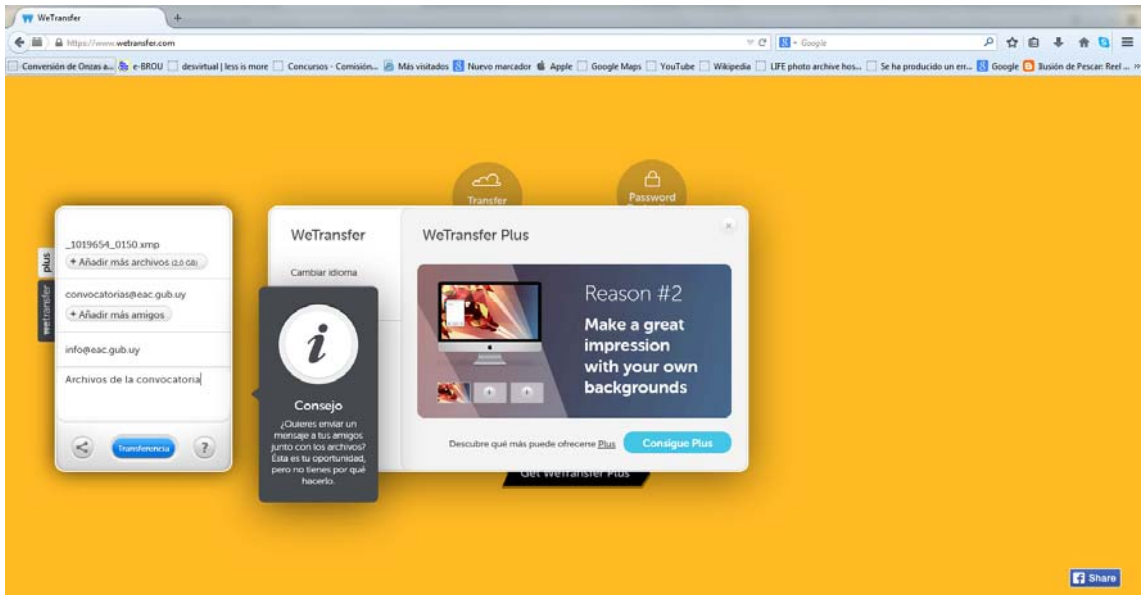 WeTransfer
https://www.wetransfer.com
Google
Conversión de Onzas a...
e-BROU
desvirtual | less is more
Concursos - Comisión...
Más visitados
Nuevo marcador
Apple
Google Maps
YouTube
Wikipedia
LIFE photo archive hos...
Se ha producido un err...
Google
Ilusión de Pescar: Reel ...
Transfer
Password
plus
wetransfer
_1019654_0150.xmp
+ Añadir más archivos (2,0 GB)
convocatorias@eac.gub.uy
+ Añadir más amigos
info@eac.gub.uy
Archivos de la convocatoria
Transferencia
?
WeTransfer
Cambiar idioma
i
Consejo
¿Quieres enviar un
mensaje a tus amigos
junto con los archivos?
Ésta es tu oportunidad,
pero no tienes por qué
hacerlo.
WeTransfer Plus
Reason #2
Make a great
impression
with your own
backgrounds
Descubre qué más puede ofrecerte Plus
Consigue Plus
Get WeTransfer Plus
Share